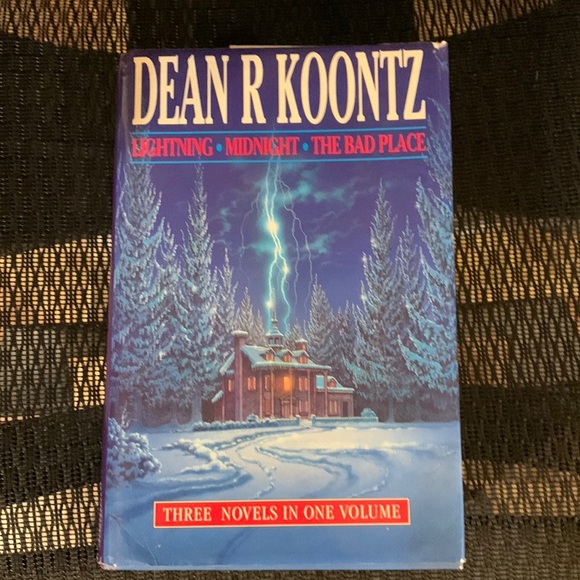 DEAN R KOONTZ
LIGHTNING • MIDNIGHT • THE BAD PLACE
THREE NOVELS IN ONE VOLUME